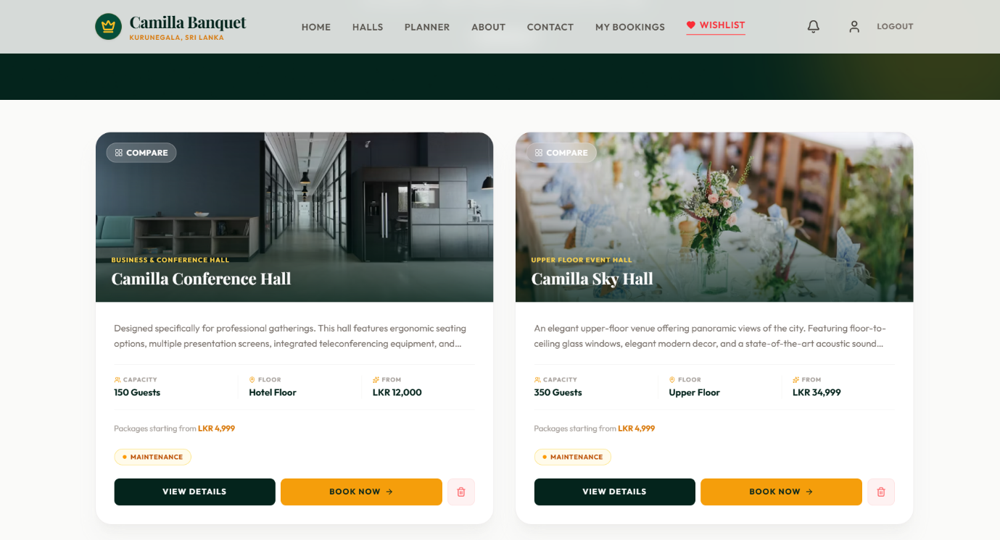 Camilla Banquet
KURUNEGALA, SRI LANKA
HOME HALLS PLANNER ABOUT CONTACT MY BOOKINGS WISHLIST LOGOUT
COMPARE
BUSINESS & CONFERENCE HALL
Camilla Conference Hall
Designed specifically for professional gatherings. This hall features ergonomic seating
options, multiple presentation screens, integrated teleconferencing equipment, and...
CAPACITY FLOOR FROM
150 Guests Hotel Floor LKR 12,000
Packages starting from LKR 4,999
MAINTENANCE
VIEW DETAILS BOOK NOW →
COMPARE
UPPER FLOOR EVENT HALL
Camilla Sky Hall
An elegant upper-floor venue offering panoramic views of the city. Featuring floor-to-
ceiling glass windows, elegant modern decor, and a state-of-the-art acoustic sound...
CAPACITY FLOOR FROM
350 Guests Upper Floor LKR 34,999
Packages starting from LKR 4,999
MAINTENANCE
VIEW DETAILS BOOK NOW →